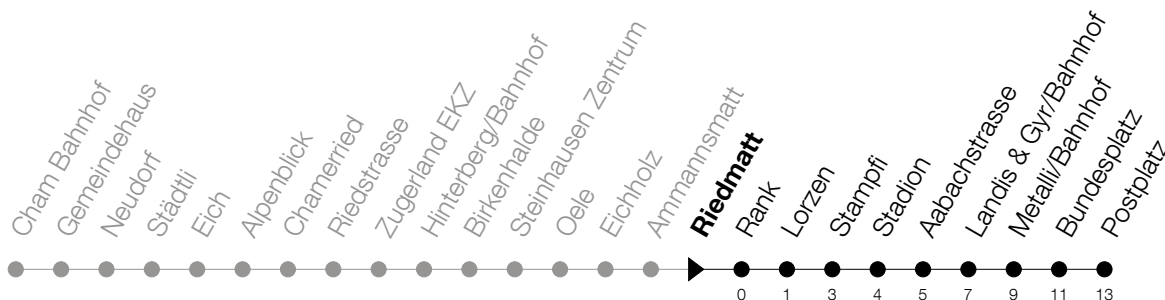 Cham Bahnhof
Gemeindehaus
Neudorf
Städtli
Eich
Alpenblick
Chamerried
Riedstrasse
Zugerland EKZ
Hinterberg/Bahnhof
Birkenhalde
Steinhausen Zentrum
Oele
Eichholz
Ammannsmatt
Riedmatt
Rank
Lorzen
Stampfi
Stadion
Aabachstrasse
Landis & Gyr/Bahnhof
Metalli/Bahnhof
Bundesplatz
Postplatz
0 1 3 4 5 7 9 11 13